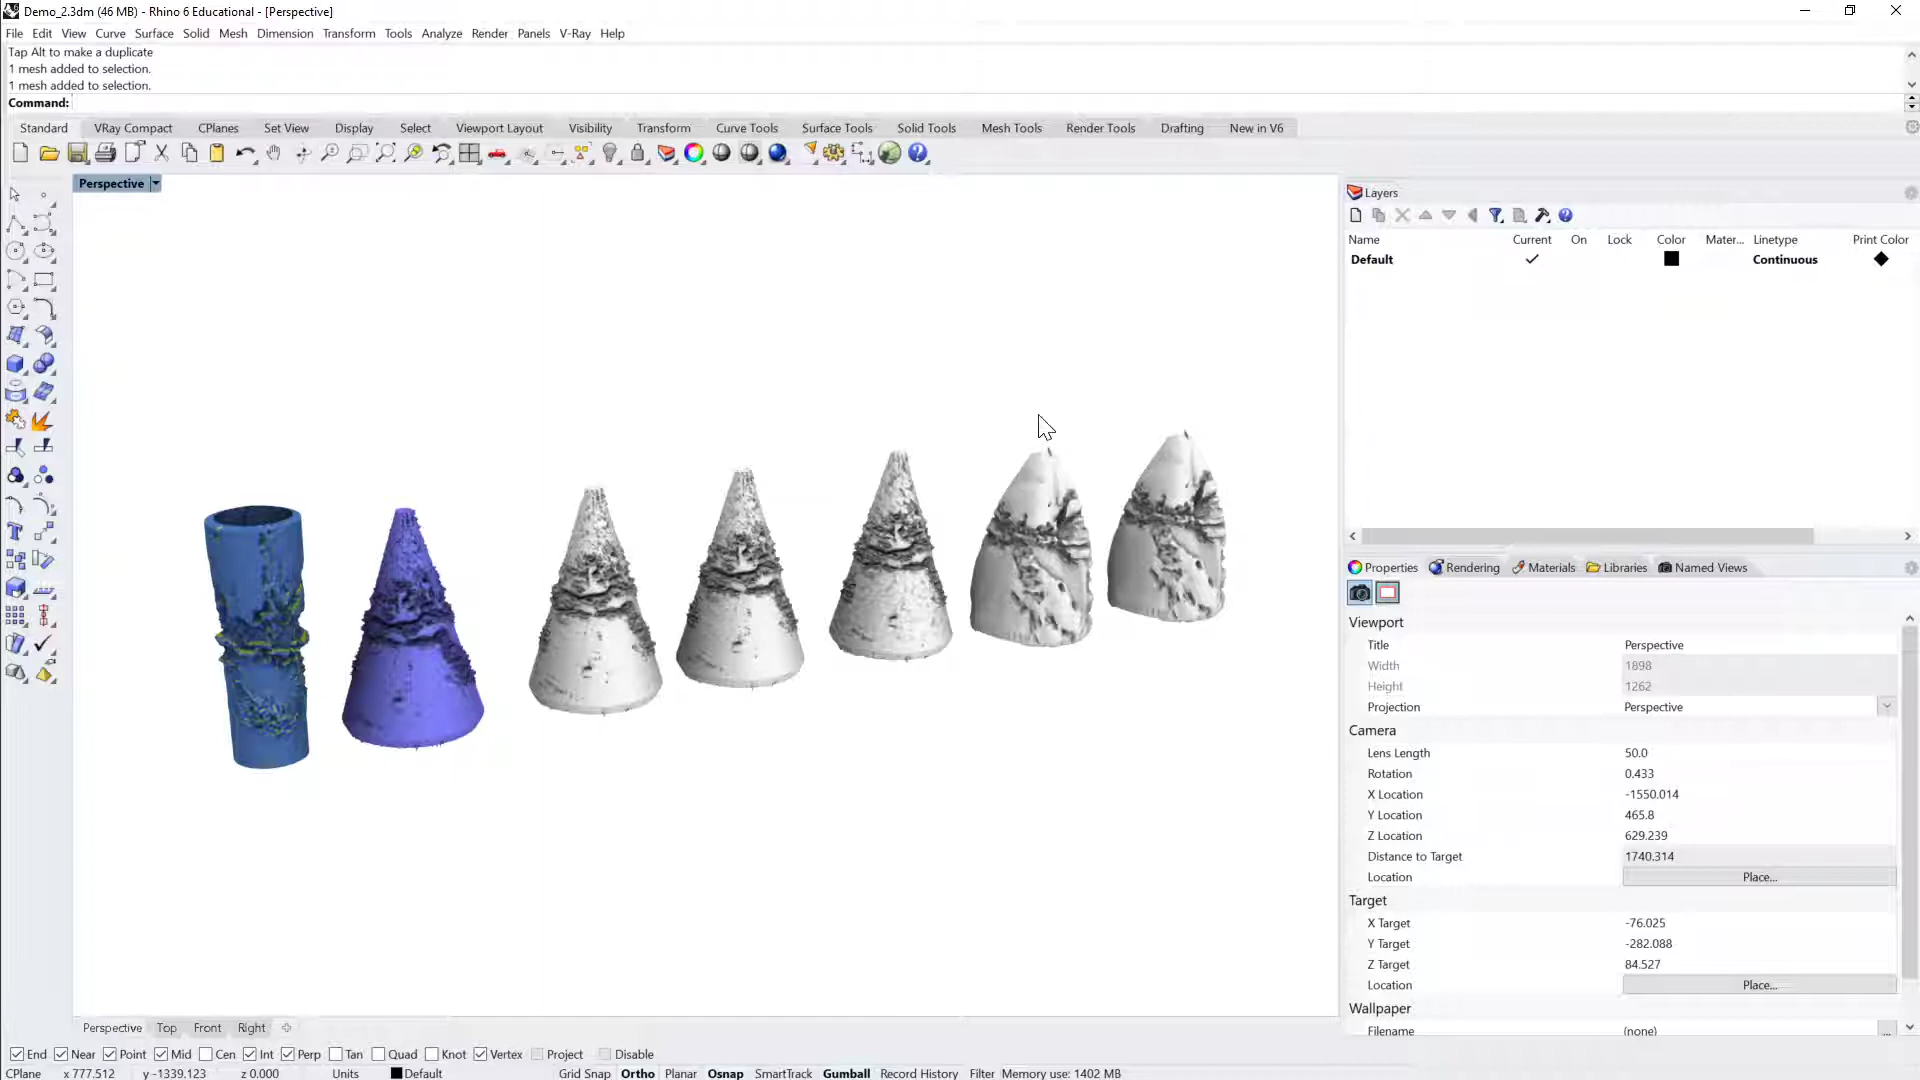 Demo_2.3dm (46 MB) - Rhino 6 Educational - [Perspective]
File Edit View Curve Surface Solid Mesh Dimension Transform Tools Analyze Render Panels V-Ray Help
Tap Alt to make a duplicate
1 mesh added to selection.
1 mesh added to selection.
Command:
Standard VRay Compact CPlanes Set View Display Select Viewport Layout Visibility Transform Curve Tools Surface Tools Solid Tools Mesh Tools Render Tools Drafting New in V6
Perspective
Layers
Name Current On Lock Color Mater... Linetype Print Color
Default Continuous
Properties Rendering Materials Libraries Named Views
Viewport
Title Perspective
Width 1898
Height 1262
Projection Perspective
Camera
Lens Length 50.0
Rotation 0.433
X Location -1550.014
Y Location 465.8
Z Location 629.239
Distance to Target 1740.314
Location Place...
Target
X Target -76.025
Y Target -282.088
Z Target 84.527
Location Place...
Wallpaper
Filename (none) ...
Perspective Top Front Right
End Near Point Mid Cen Int Perp Tan Quad Knot Vertex Project Disable
CPlane x 777.512 y -1339.123 z 0.000 Units Default Grid Snap Ortho Planar Osnap SmartTrack Gumball Record History Filter Memory use: 1402 MB